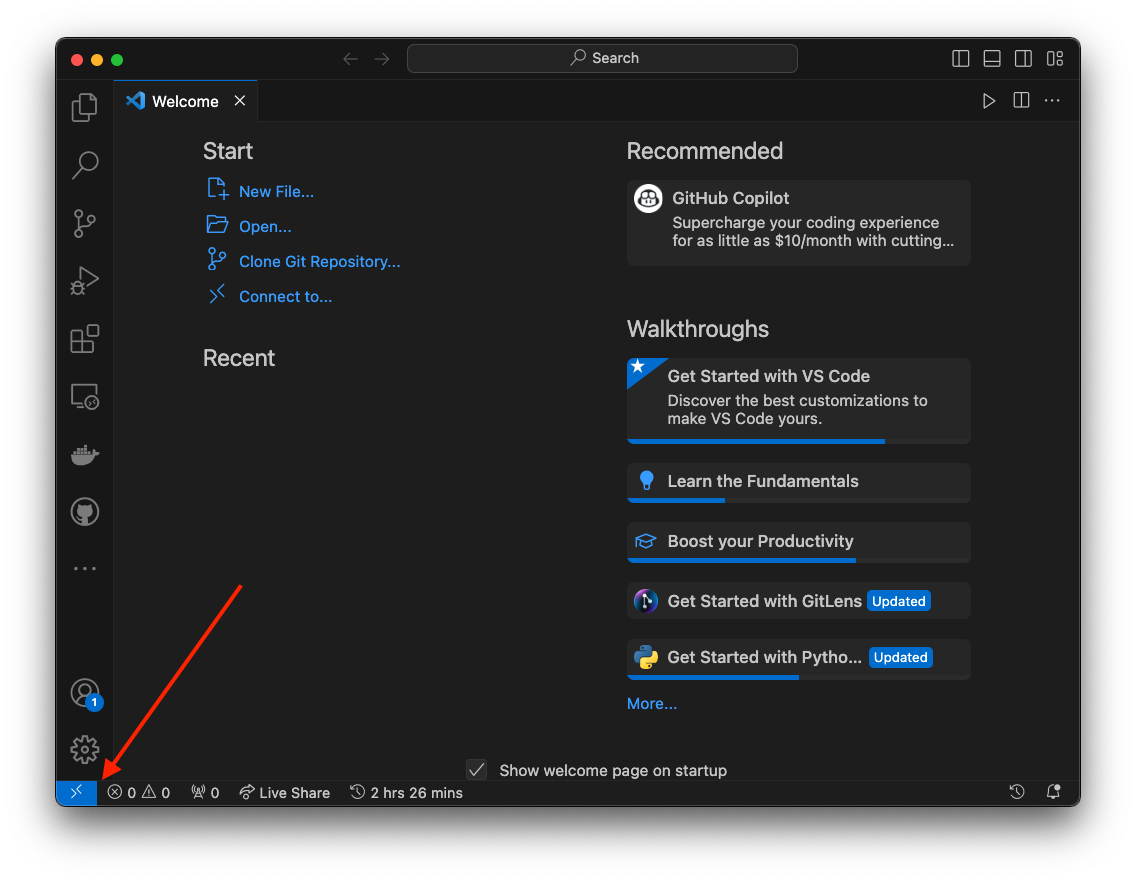 Search
Welcome
Start
New File...
Open...
Clone Git Repository...
Connect to...
Recent
Recommended
GitHub Copilot
Supercharge your coding experience
for as little as $10/month with cutting...
Walkthroughs
Get Started with VS Code
Discover the best customizations to
make VS Code yours.
Learn the Fundamentals
Boost your Productivity
Get Started with GitLens Updated
Get Started with Pytho... Updated
More...
1
Show welcome page on startup
0 0 0 Live Share 2 hrs 26 mins